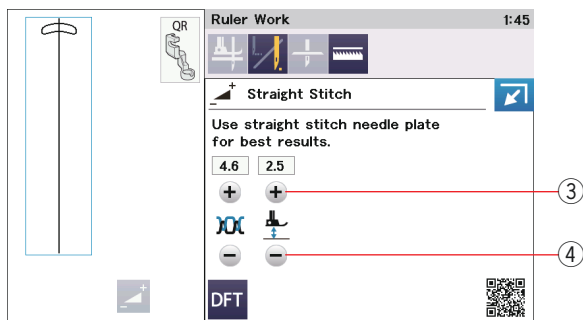 QR
Ruler Work 1:45
Straight Stitch
Use straight stitch needle plate
for best results.
4.6 2.5
+ +
③
− −
④
DFT